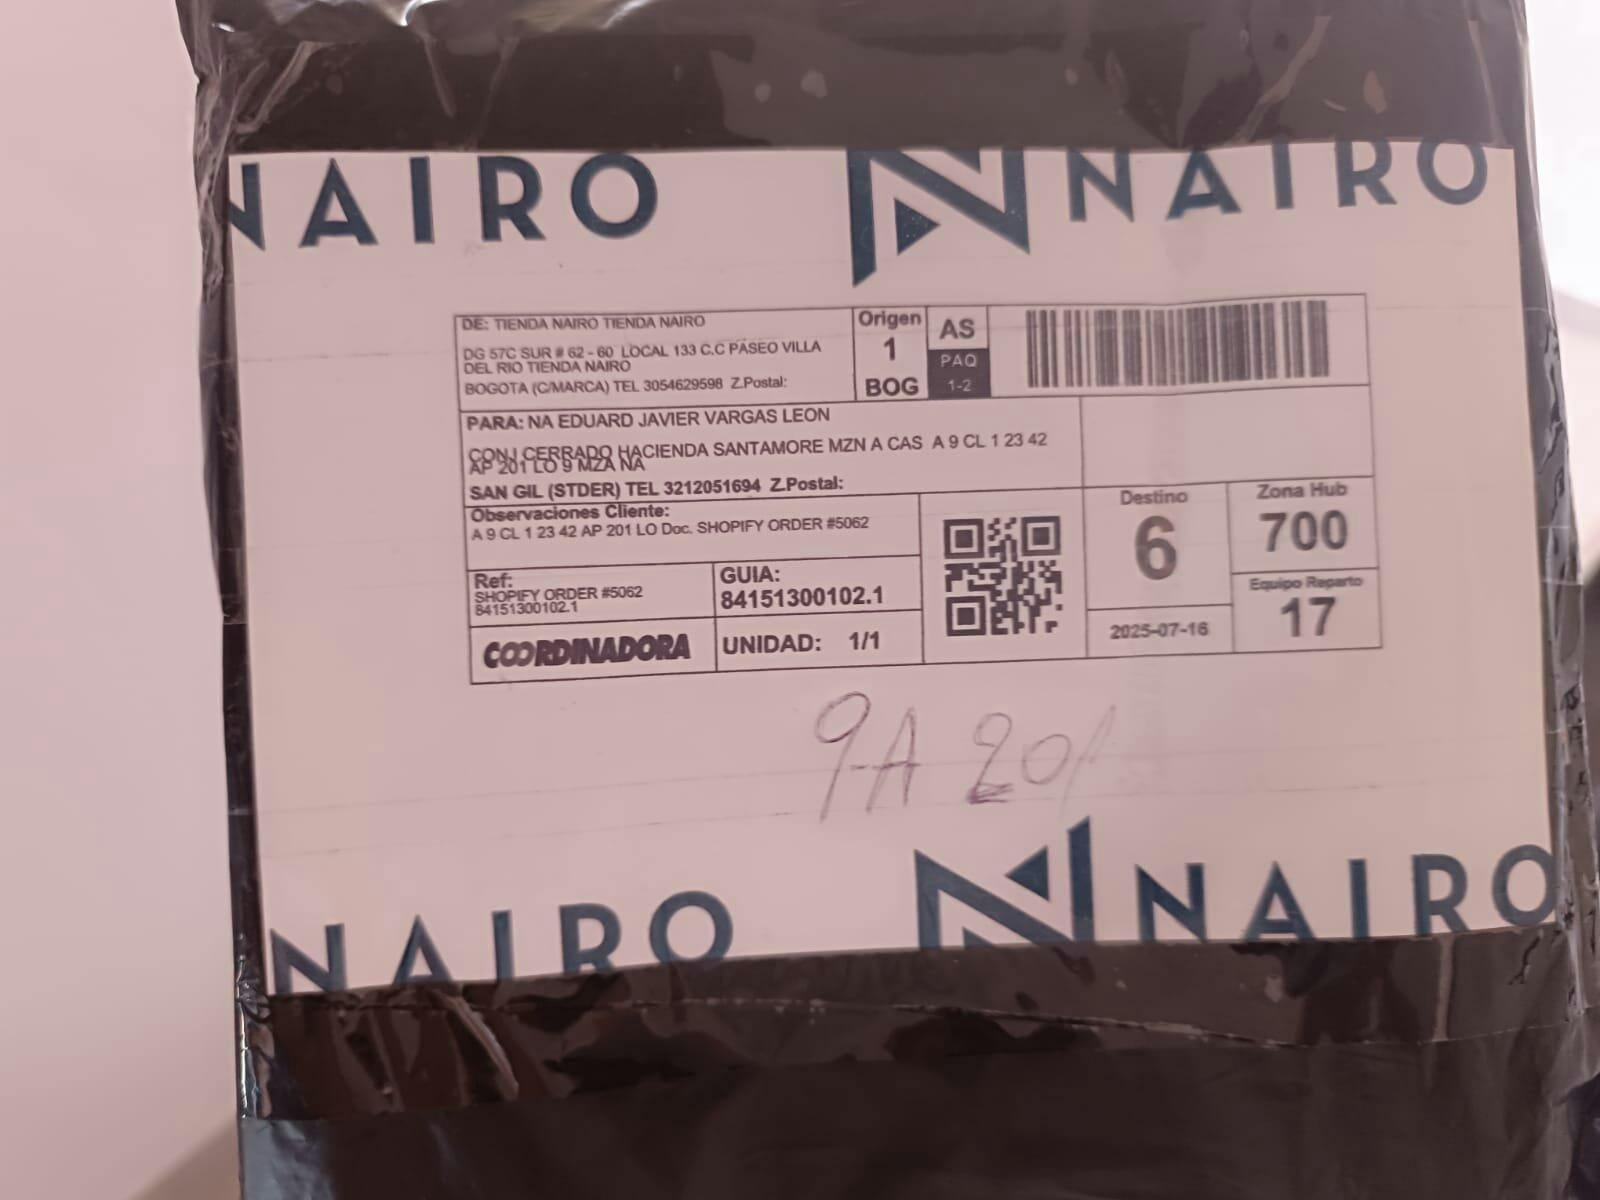 NAIRO NAIRO
DE: TIENDA NAIRO TIENDA NAIRO
DG 57C SUR # 62 - 60 LOCAL 133 C.C PASEO VILLA
DEL RIO TIENDA NAIRO
BOGOTA (C/MARCA) TEL 3054629598 Z.Postal:
Origen
1
BOG
AS
PAQ
1-2
PARA: NA EDUARD JAVIER VARGAS LEON
CONJ CERRADO HACIENDA SANTAMORE MZN A CAS A 9 CL 1 23 42
AP 201 LO 9 MZA NA
SAN GIL (STDER) TEL 3212051694 Z.Postal:
Observaciones Cliente:
A 9 CL 1 23 42 AP 201 LO Doc. SHOPIFY ORDER #5062
Ref:
SHOPIFY ORDER #5062
84151300102.1
GUIA:
84151300102.1
COORDINADORA
UNIDAD: 1/1
Destino
6
2025-07-16
Zona Hub
700
Equipo Reparto
17
9-A 201
NAIRO NAIRO